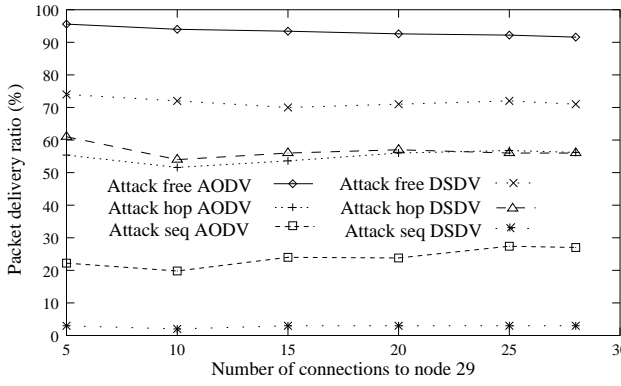 100
90
80
70
60
50
40
30
20
10
0
Packet delivery ratio (%)
Attack free AODV
Attack hop AODV
Attack seq AODV
Attack free DSDV
Attack hop DSDV
Attack seq DSDV
5 10 15 20 25 30
Number of connections to node 29